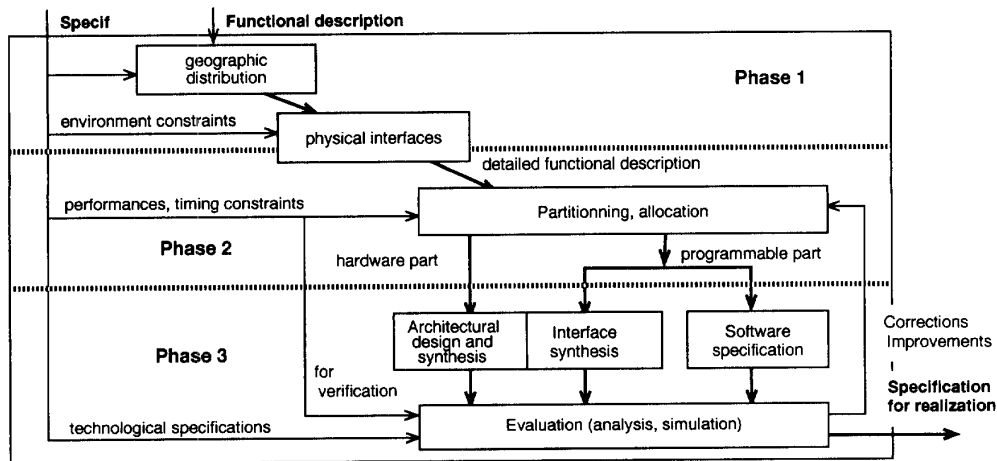 Specif
Functional description
geographic
distribution
Phase 1
environment constraints
physical interfaces
detailed functional description
performances, timing constraints
Partitionning, allocation
Phase 2
hardware part
programmable part
Architectural
design and
synthesis
Interface
synthesis
Software
specification
Corrections
Improvements
Phase 3
for
verification
Specification
for realization
technological specifications
Evaluation (analysis, simulation)